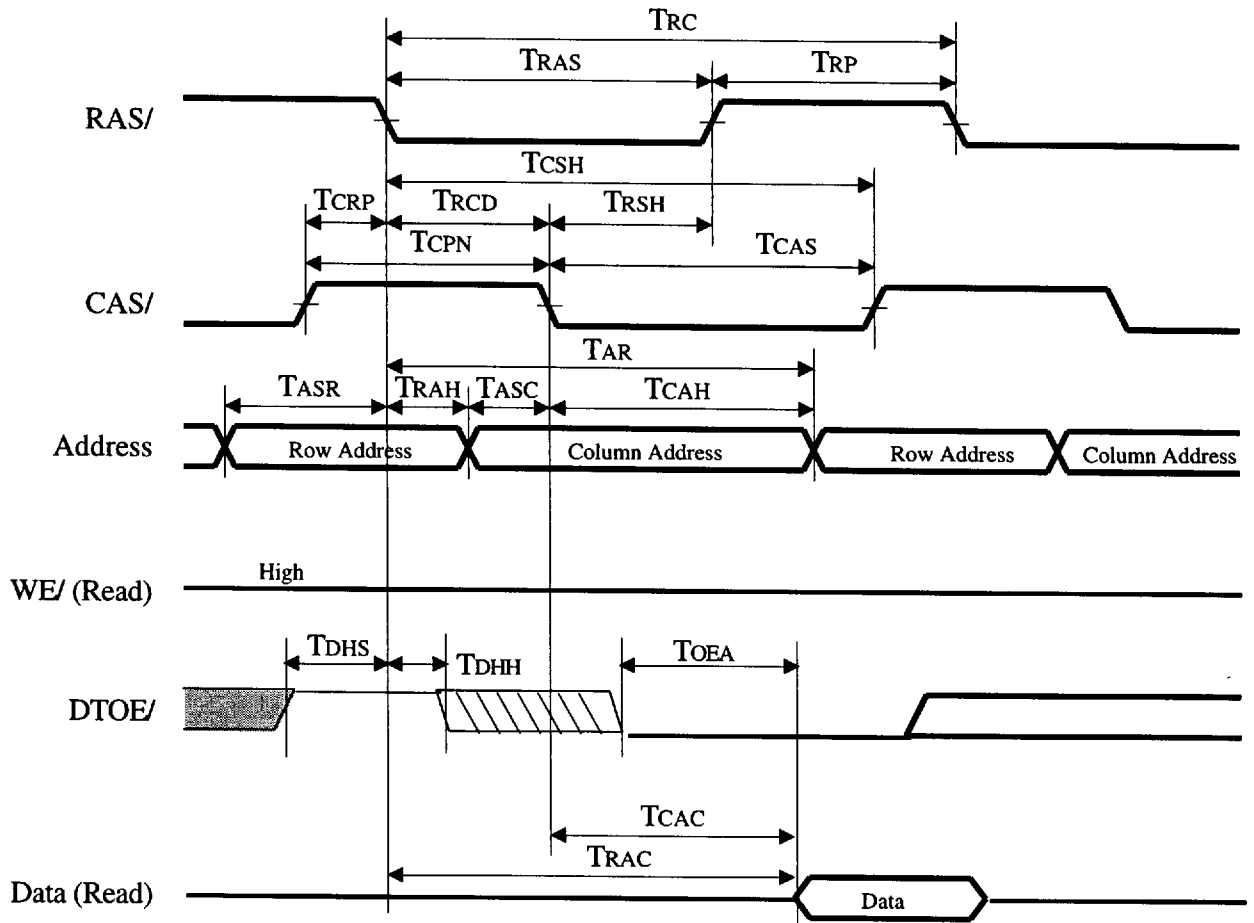 TRC
TRAS TRP
RAS/
TCSH
TCRP TRCD TRSH
TCPN TCAS
CAS/
TAR
TASR TRAH TASC TCAH
Address Row Address Column Address Row Address Column Address
High
WE/ (Read)
TDHS TDHH TOEA
DTOE/
TCAC
TRAC
Data (Read) Data